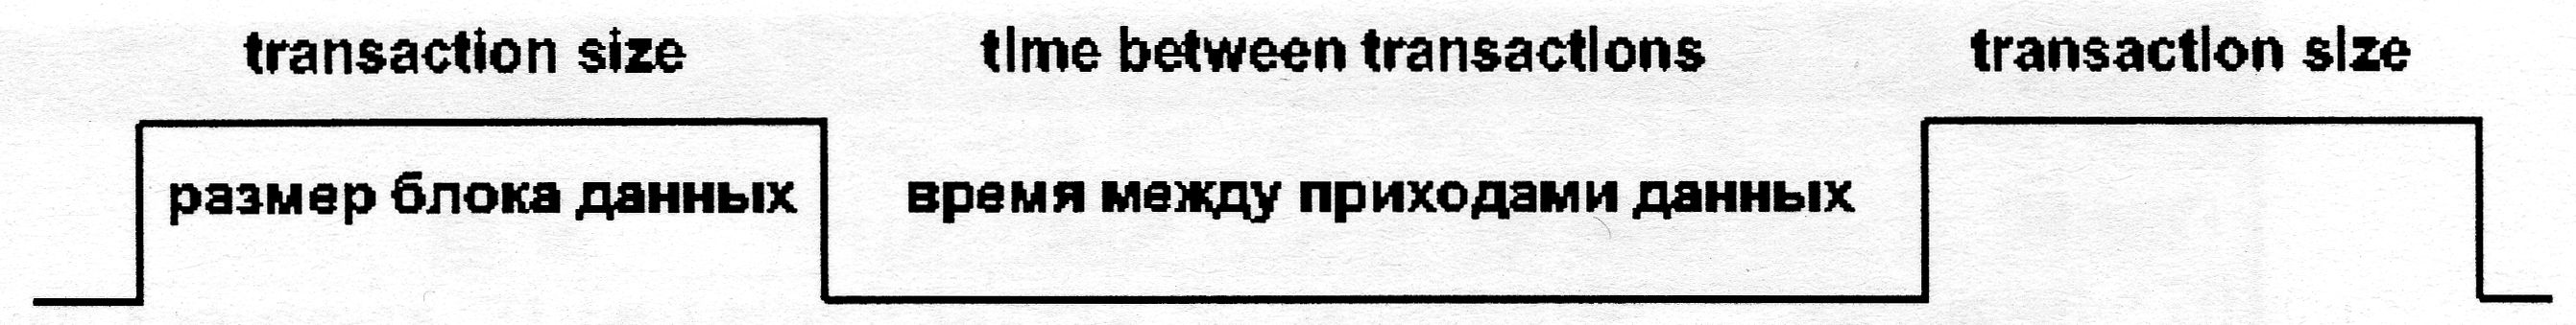 transaction size time between transactions transaction size
размер блока данных время между приходами данных